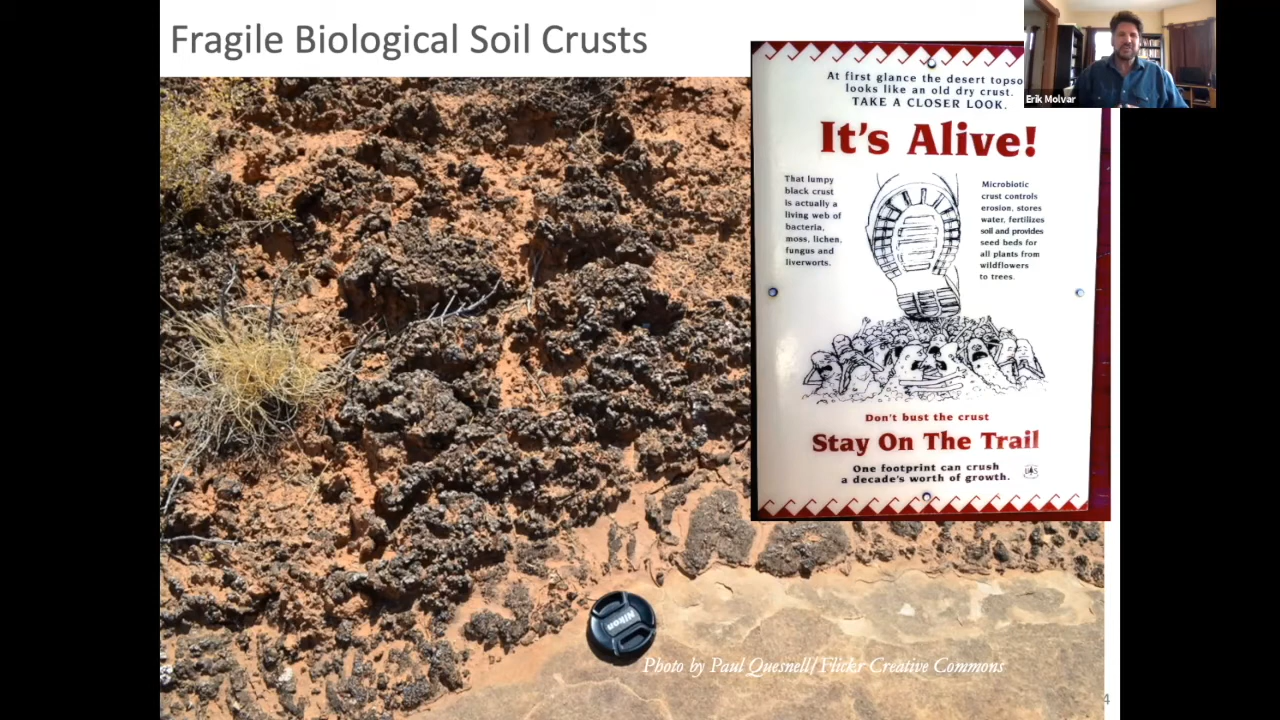 Fragile Biological Soil Crusts
At first glance the desert topso
looks like an old dry crust.
TAKE A CLOSER LOOK.
Erik Molvar
It's Alive!
That lumpy
black crust
is actually a
living web of
bacteria,
moss, lichen,
fungus and
liverworts.
Microbiotic
crust controls
erosion, stores
water, fertilizes
soil and provides
seed beds for
all plants from
wildflowers
to trees.
Don't bust the crust
Stay On The Trail
One footprint can crush
a decade's worth of growth.
Nikon
Photo by Paul Quesnell/Flickr Creative Commons
4